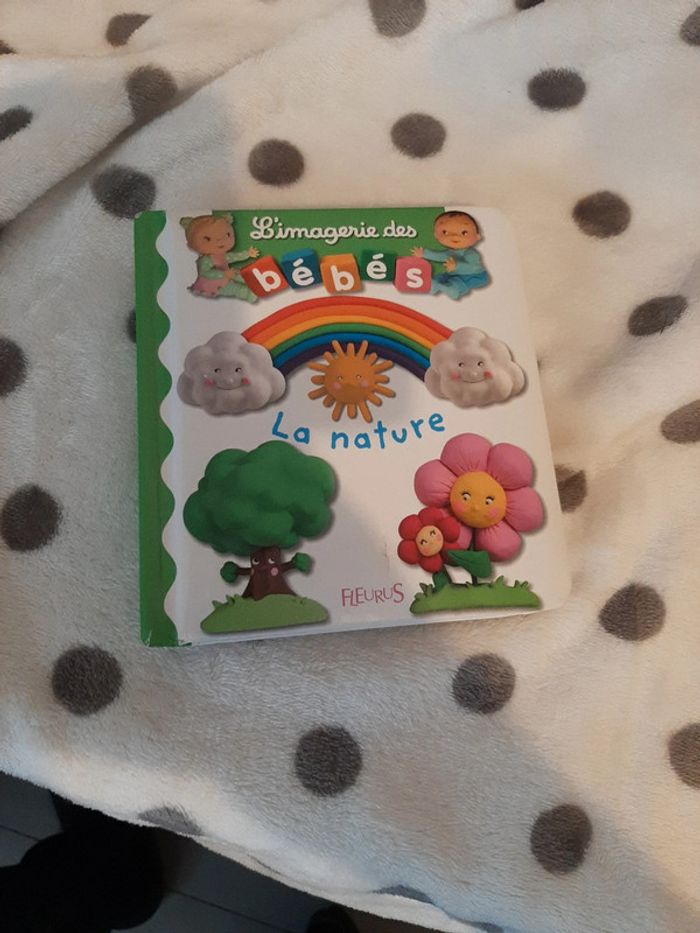 L'imagerie des
bébés
La nature
FLEURUS